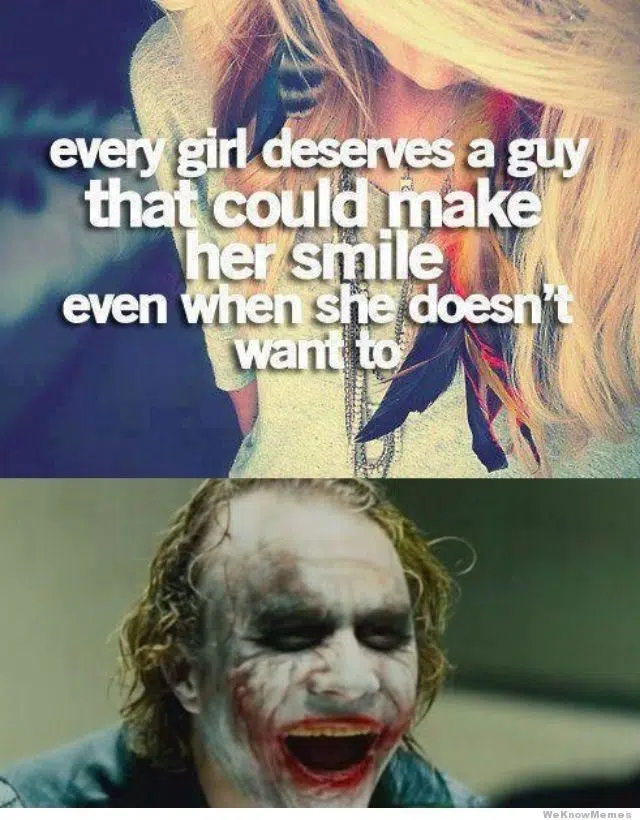 every girl deserves a guy
that could make
her smile
even when she doesn't
want to
WeKnowMemes